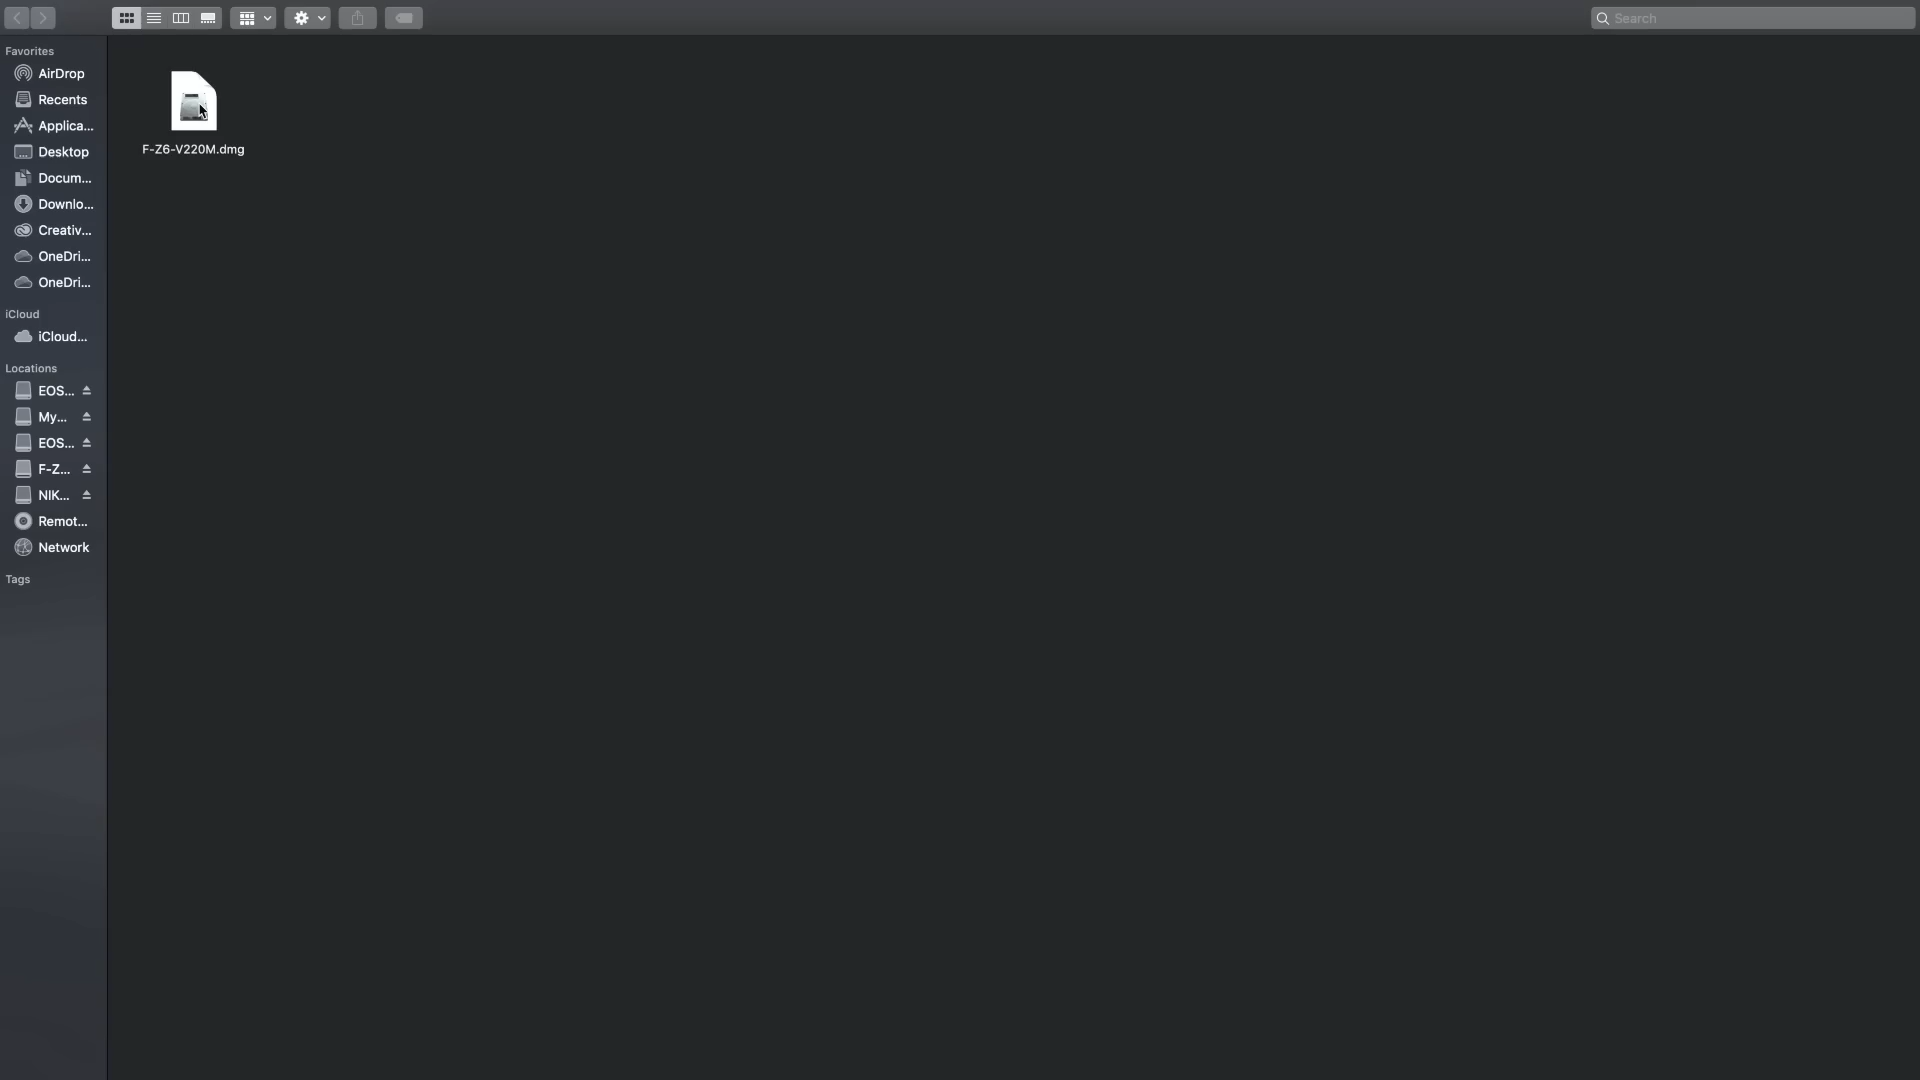 Search
Favorites
AirDrop
Recents
Applica...
Desktop
Docum...
Downlo...
Creativ...
OneDri...
OneDri...
iCloud
iCloud...
Locations
EOS...
My...
EOS...
F-Z...
NIK...
Remot...
Network
Tags
F-Z6-V220M.dmg